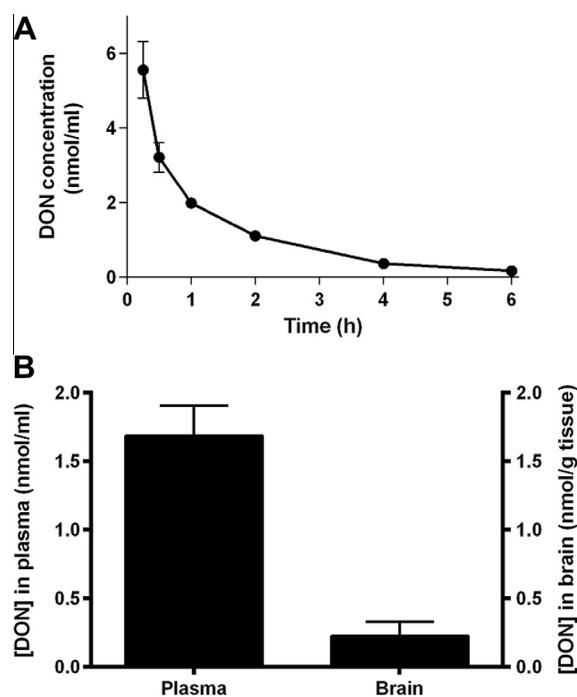 A
DON concentration
(nmol/ml)
6
4
2
0
0 1 2 3 4 5 6
Time (h)
B
[DON] in plasma (nmol/ml)
2.0
1.5
1.0
0.5
0.0
2.0
1.5
1.0
0.5
0.0
[DON] in brain (nmol/g tissue)
Plasma Brain